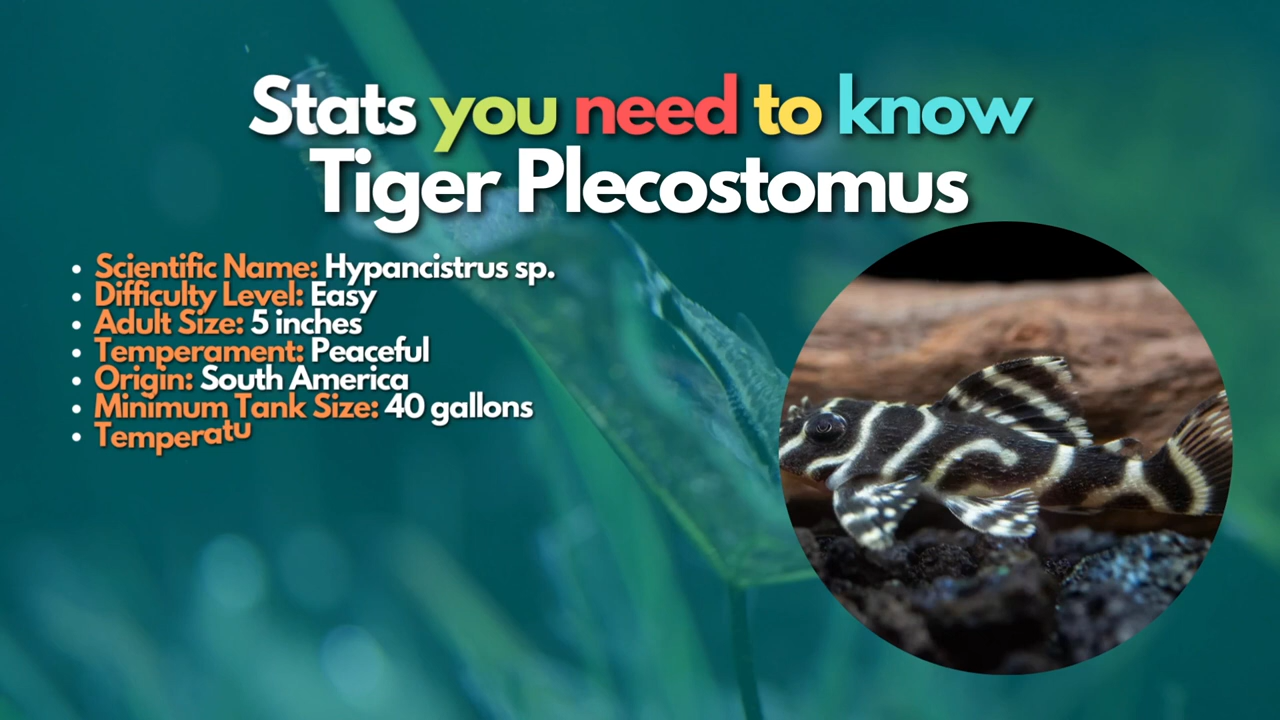 Stats you need to know
Tiger Plecostomus
• Scientific Name: Hypancistrus sp.
• Difficulty Level: Easy
• Adult Size: 5 inches
• Temperament: Peaceful
• Origin: South America
• Minimum Tank Size: 40 gallons
• Temperatu